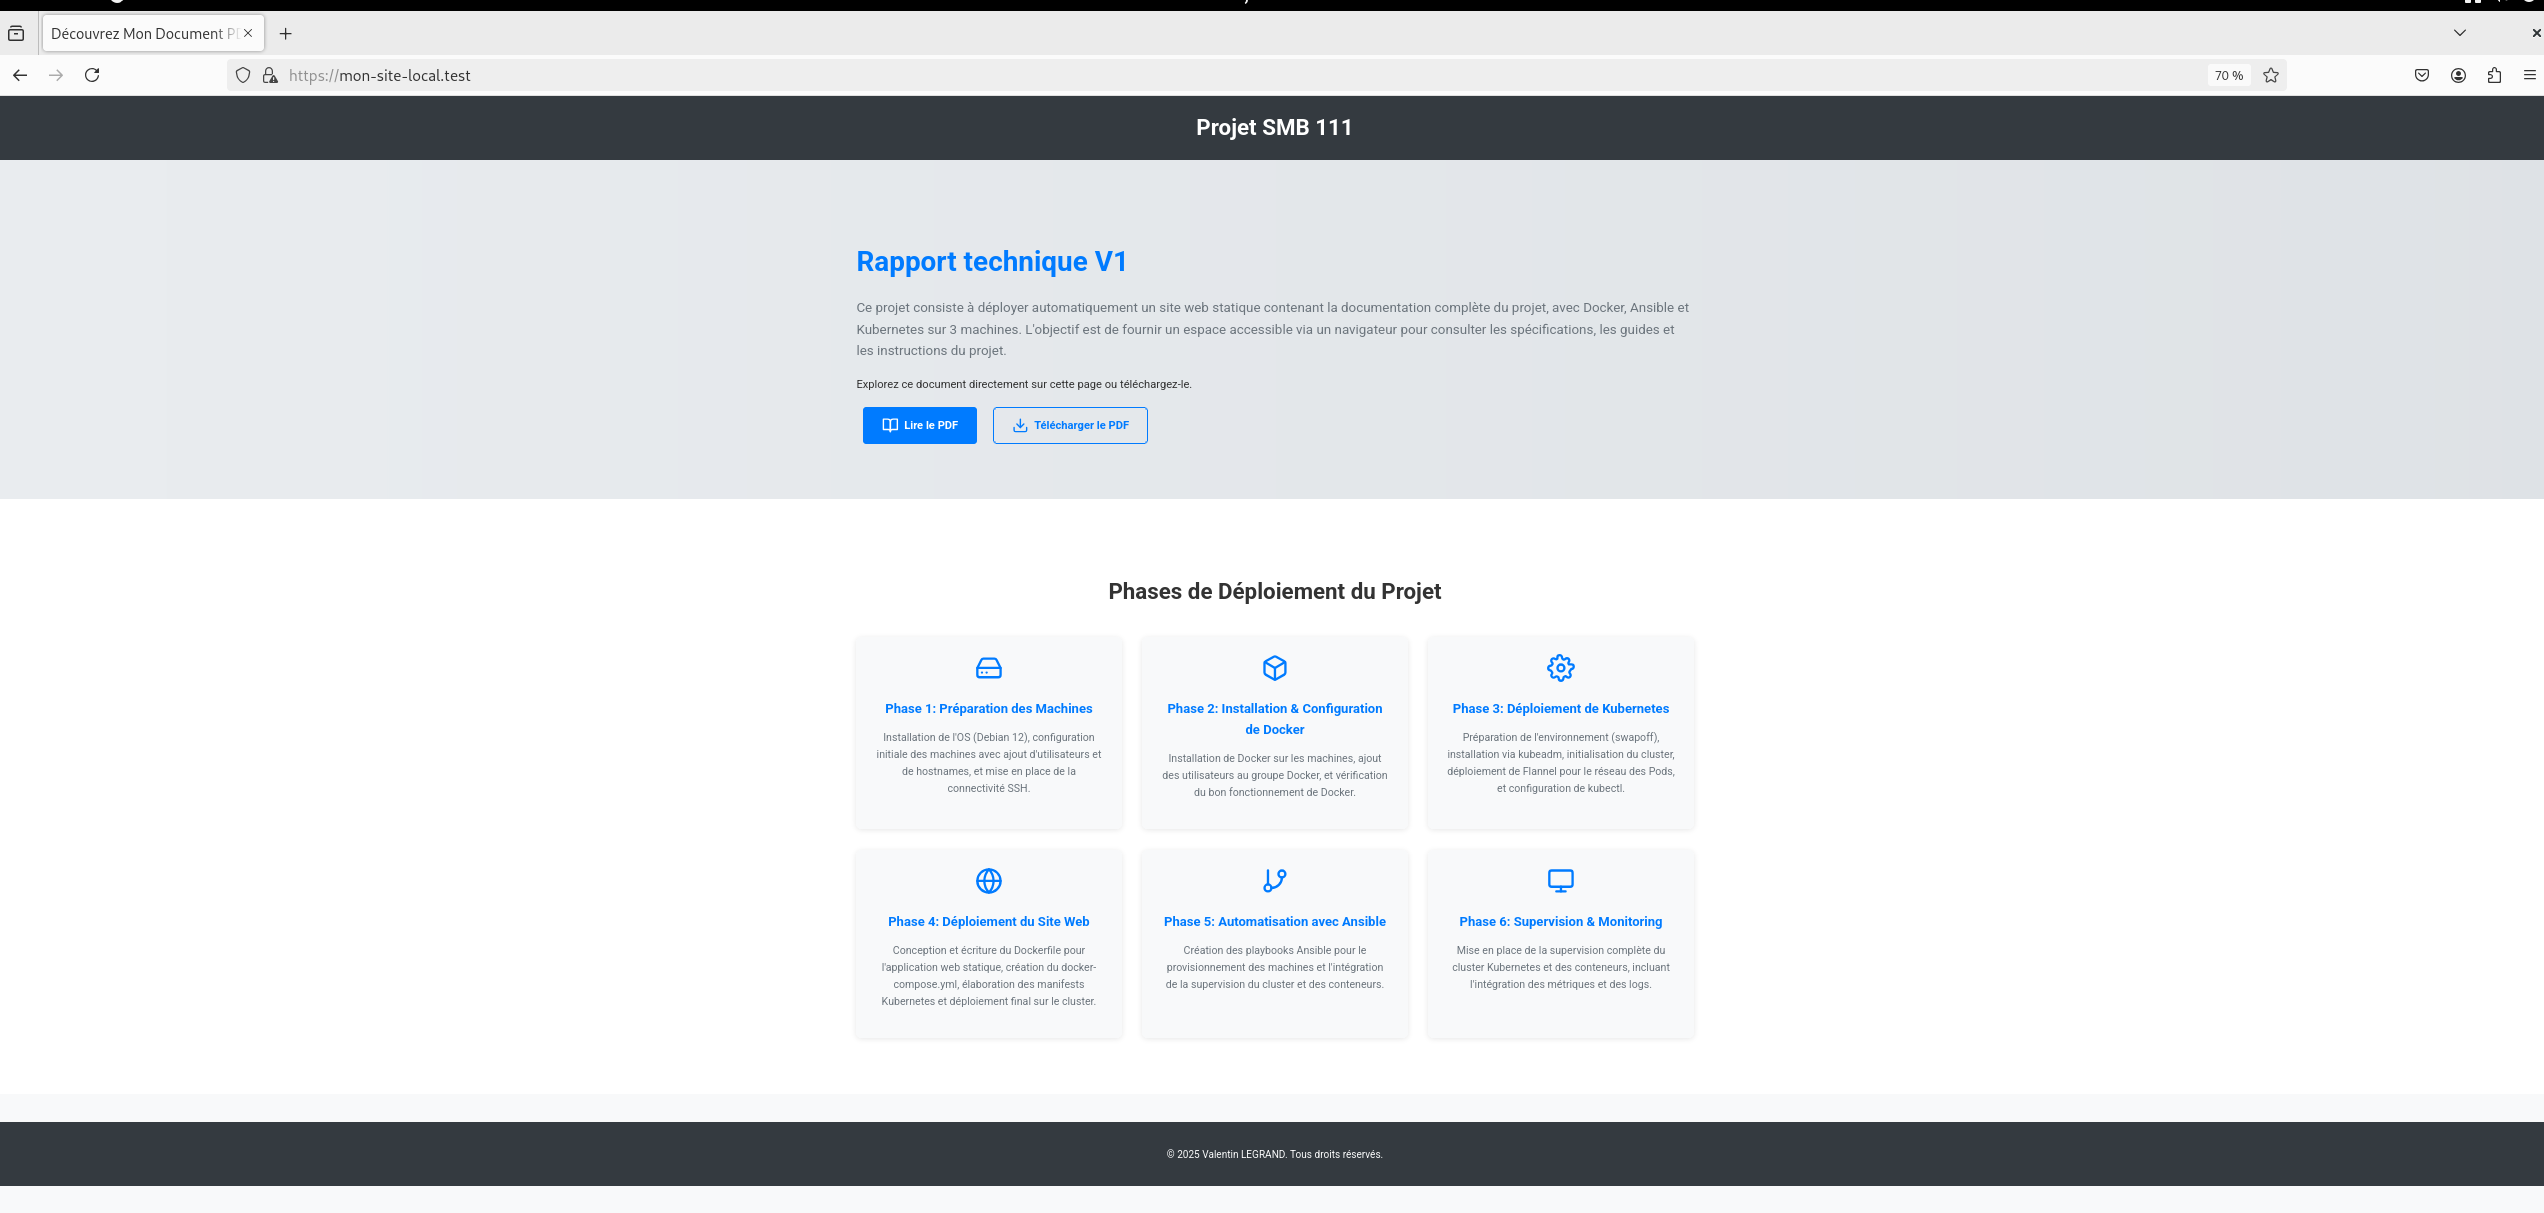 Découvrez Mon Document P
https://mon-site-local.test
70 %
Projet SMB 111
Rapport technique V1
Ce projet consiste à déployer automatiquement un site web statique contenant la documentation complète du projet, avec Docker, Ansible et
Kubernetes sur 3 machines. L'objectif est de fournir un espace accessible via un navigateur pour consulter les spécifications, les guides et
les instructions du projet.
Explorez ce document directement sur cette page ou téléchargez-le.
Lire le PDF
Télécharger le PDF
Phases de Déploiement du Projet
Phase 1: Préparation des Machines
Installation de l'OS (Debian 12), configuration
initiale des machines avec ajout d'utilisateurs et
de hostnames, et mise en place de la
connectivité SSH.
Phase 2: Installation & Configuration
de Docker
Installation de Docker sur les machines, ajout
des utilisateurs au groupe Docker, et vérification
du bon fonctionnement de Docker.
Phase 3: Déploiement de Kubernetes
Préparation de l'environnement (swapoff),
installation via kubeadm, initialisation du cluster,
déploiement de Flannel pour le réseau des Pods,
et configuration de kubectl.
Phase 4: Déploiement du Site Web
Conception et écriture du Dockerfile pour
l'application web statique, création du docker-
compose.yml, élaboration des manifests
Kubernetes et déploiement final sur le cluster.
Phase 5: Automatisation avec Ansible
Création des playbooks Ansible pour le
provisionnement des machines et l'intégration
de la supervision du cluster et des conteneurs.
Phase 6: Supervision & Monitoring
Mise en place de la supervision complète du
cluster Kubernetes et des conteneurs, incluant
l'intégration des métriques et des logs.
© 2025 Valentin LEGRAND. Tous droits réservés.